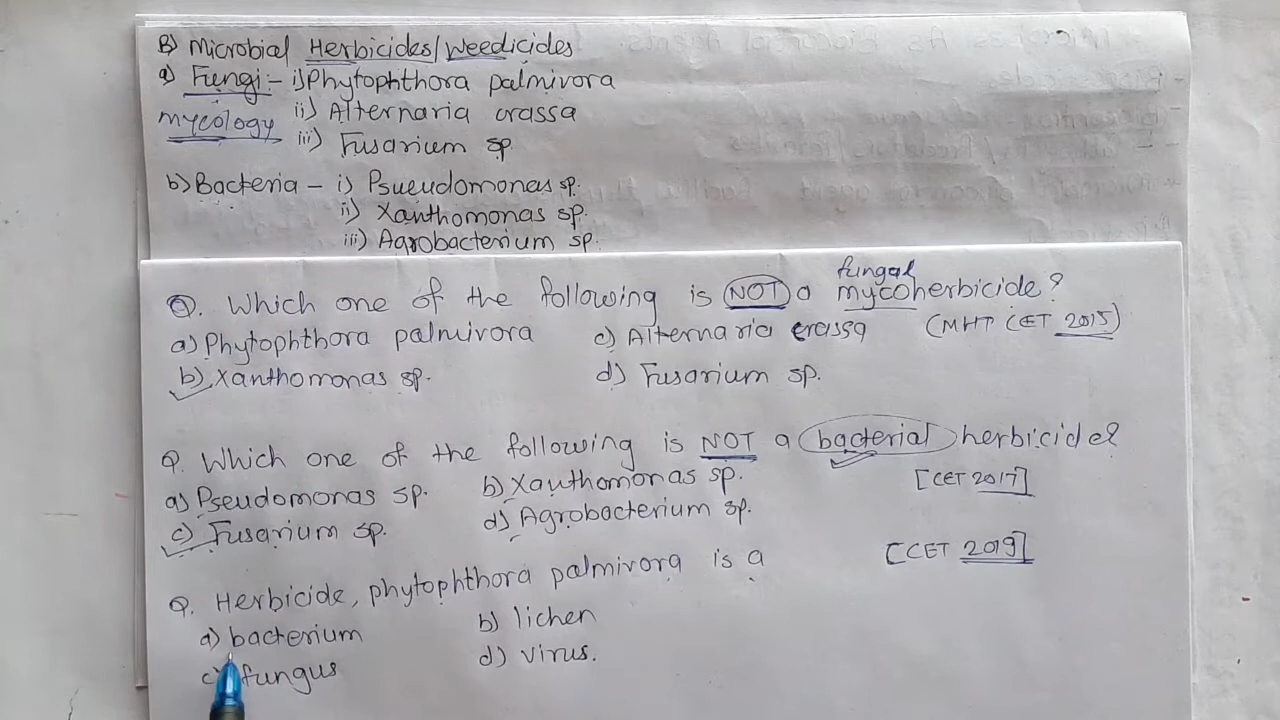 B) Microbial Herbicides/Weedicides
a) Fungi:- i) Phytophthora palmivora
mycology ii) Alternaria crassa
iii) Fusarium sp
b) Bacteria - i) Psueudomonas sp.
ii) Xanthomonas sp.
iii) Agrobacterium sp.
fungal
Q. Which one of the following is NOT a mycoherbicide?
a) Phytophthora palmivora c) Alternaria crassa (MHT CET 2015)
b) Xanthomonas sp. d) Fusarium sp.
Q. Which one of the following is NOT a bacterial herbicide?
a) Pseudomonas sp. b) Xanthomonas sp. [CET 2017]
c) Fusarium sp. d) Agrobacterium sp.
Q. Herbicide, phytophthora palmivora is a [CET 2019]
a) bacterium b) lichen
c) fungus d) virus.